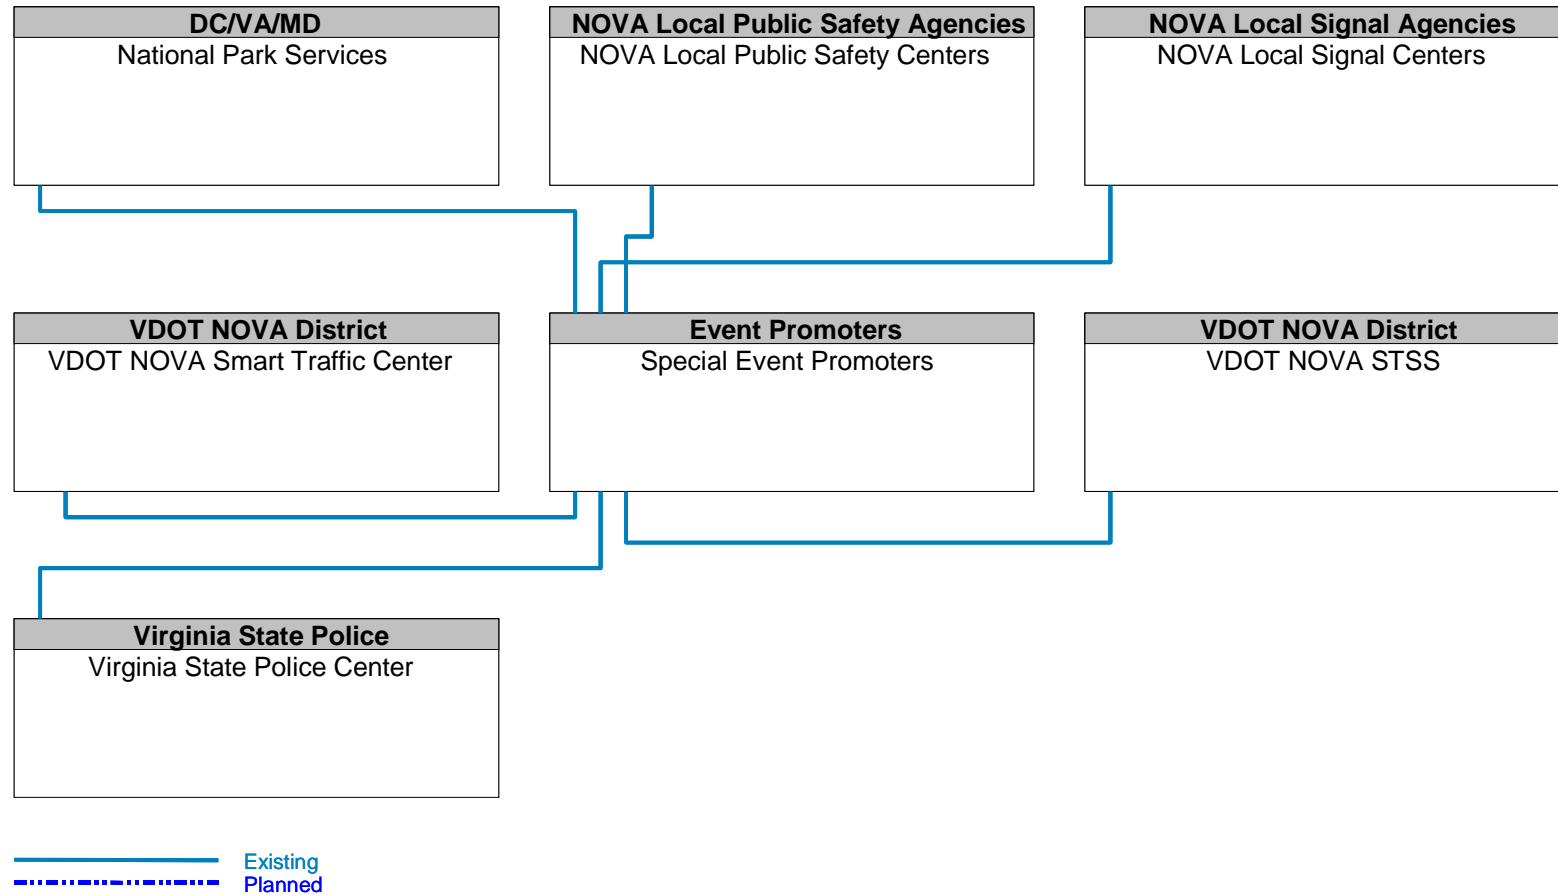 DC/VA/MD
National Park Services
NOVA Local Public Safety Agencies
NOVA Local Public Safety Centers
NOVA Local Signal Agencies
NOVA Local Signal Centers
VDOT NOVA District
VDOT NOVA Smart Traffic Center
Event Promoters
Special Event Promoters
VDOT NOVA District
VDOT NOVA STSS
Virginia State Police
Virginia State Police Center
Existing
Planned